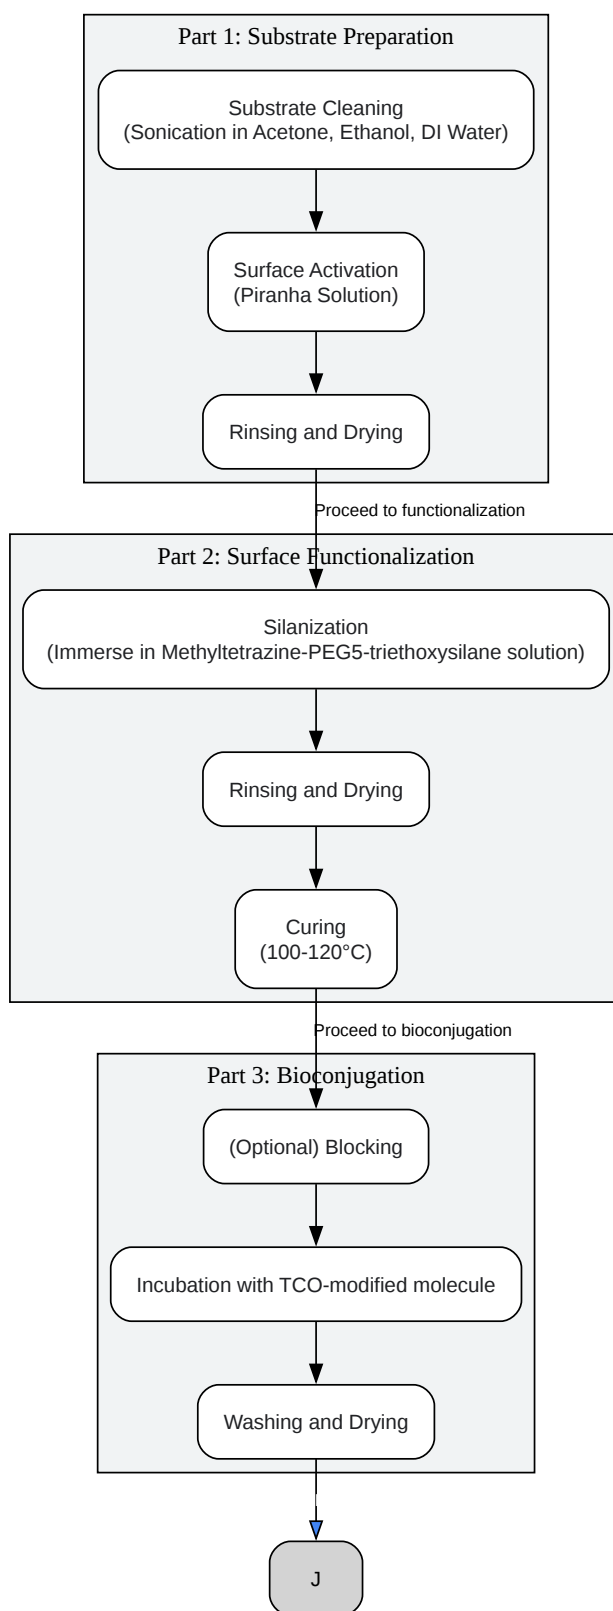 Part 1: Substrate Preparation
Substrate Cleaning
(Sonication in Acetone, Ethanol, DI Water)
Surface Activation
(Piranha Solution)
Rinsing and Drying
Proceed to functionalization
Part 2: Surface Functionalization
Silanization
(Immerse in Methyltetrazine-PEG5-triethoxysilane solution)
Rinsing and Drying
Curing
(100-120°C)
Proceed to bioconjugation
Part 3: Bioconjugation
(Optional) Blocking
Incubation with TCO-modified molecule
Washing and Drying
J